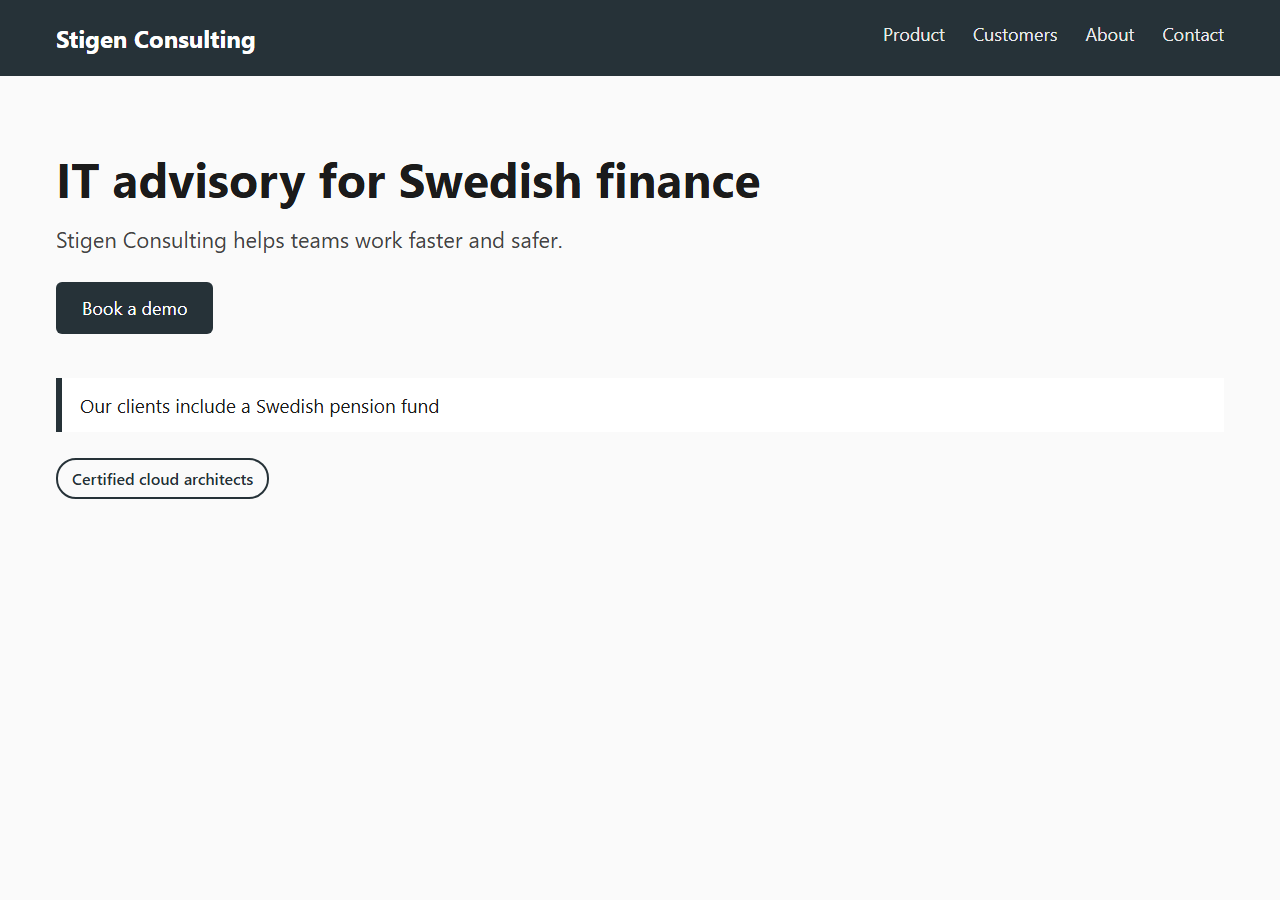 Stigen Consulting
Product Customers About Contact
IT advisory for Swedish finance
Stigen Consulting helps teams work faster and safer.
Book a demo
Our clients include a Swedish pension fund
Certified cloud architects